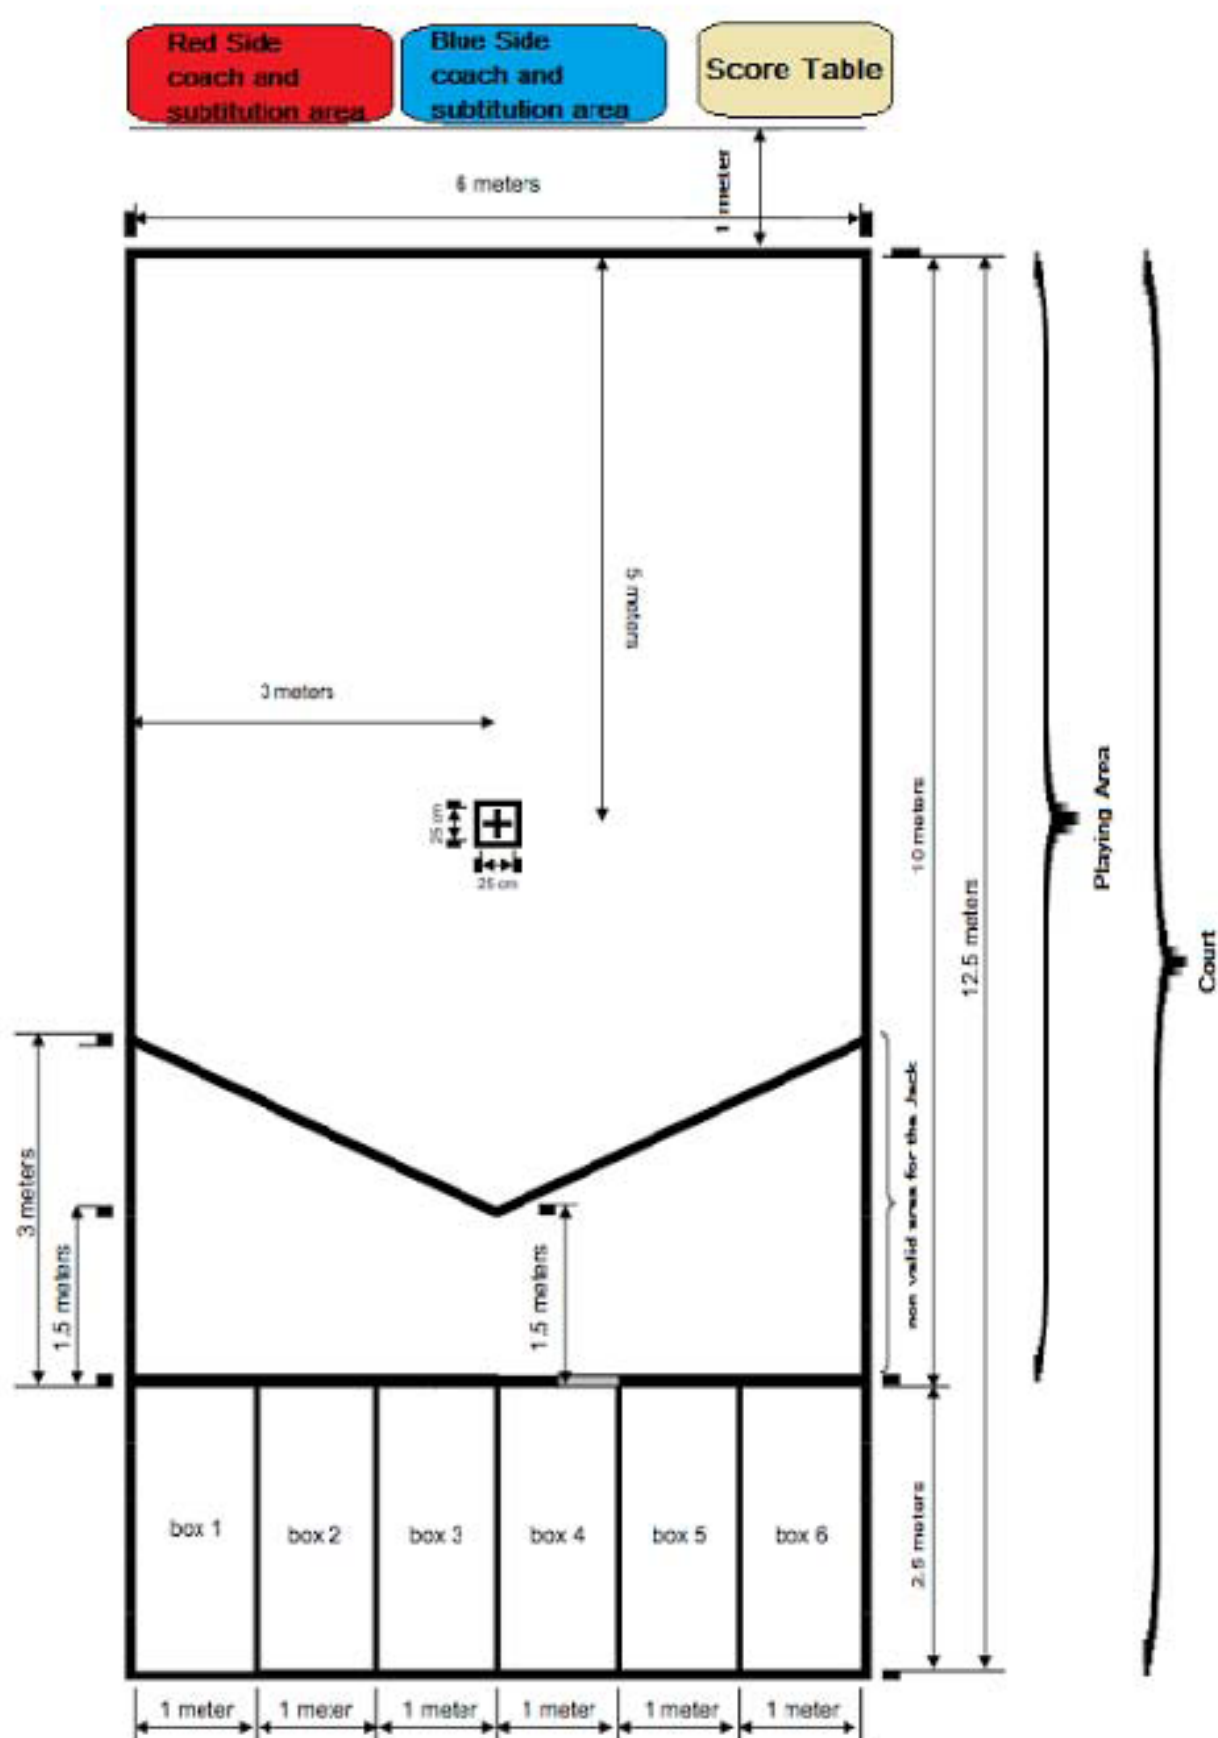 Red Side
coach and
subtitution area
Blue Side
coach and
subtitution area
Score Table
6 meters
1 meter
5 meters
3 meters
25 cm
25 cm
10 meters
12.5 meters
Playing Area
Court
3 meters
1.5 meters
1.5 meters
non valid area for the Jack
2.5 meters
box 1
box 2
box 3
box 4
box 5
box 6
1 meter
1 meter
1 meter
1 meter
1 meter
1 meter